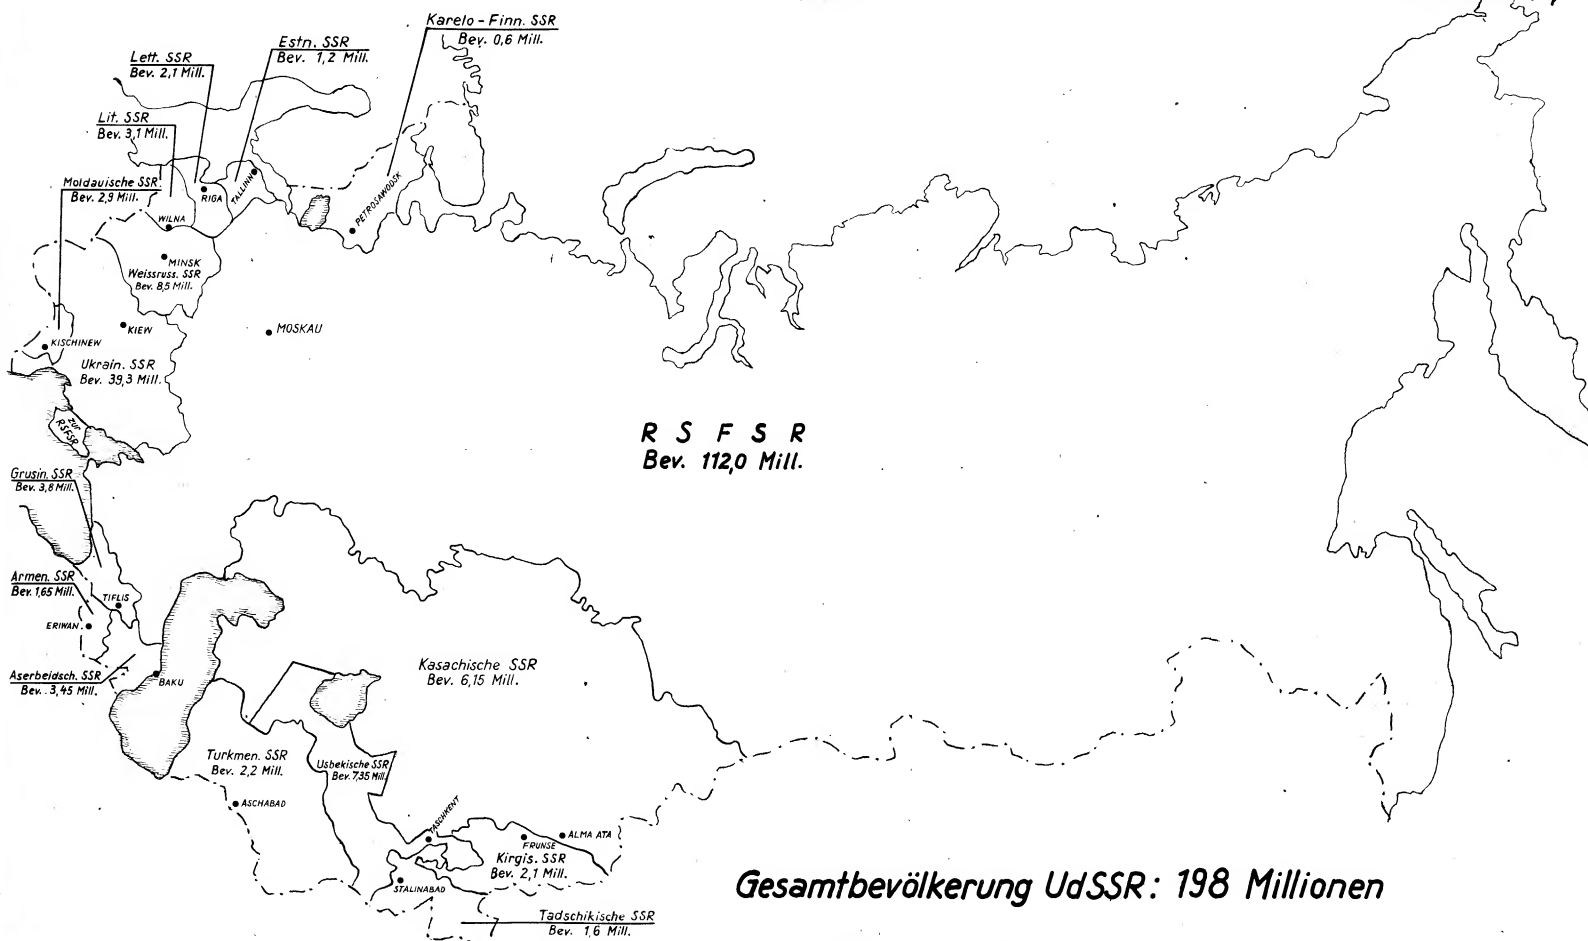 Karelo - Finn. SSR
Bev. 0,6 Mill.
Estn. SSR
Bev. 1,2 Mill.
Lett. SSR
Bev. 2,1 Mill.
Lit. SSR
Bev. 3,1 Mill.
Moldauische SSR
Bev. 2,9 Mill.
RIGA
TALLINN
PETROSAWODSK
WILNA
MINSK
Weissruss. SSR
Bev. 8,5 Mill.
KIEW
MOSKAU
KISCHINEW
Ukrain. SSR
Bev. 39,3 Mill.
zur
RSFSR
R S F S R
Bev. 112,0 Mill.
Grusin. SSR
Bev. 3,8 Mill.
Armen. SSR
Bev. 1,65 Mill.
TIFLIS
ERIWAN
Aserbeidsch. SSR
Bev. 3,45 Mill.
BAKU
Kasachische SSR
Bev. 6,15 Mill.
Turkmen. SSR
Bev. 2,2 Mill.
Usbekische SSR
Bev. 7,35 Mill.
ASCHABAD
TASCHKENT
FRUNSE
ALMA ATA
Kirgis. SSR
Bev. 2,1 Mill.
STALINABAD
Tadschikische SSR
Bev. 1,6 Mill.
Gesamtbevölkerung UdSSR: 198 Millionen